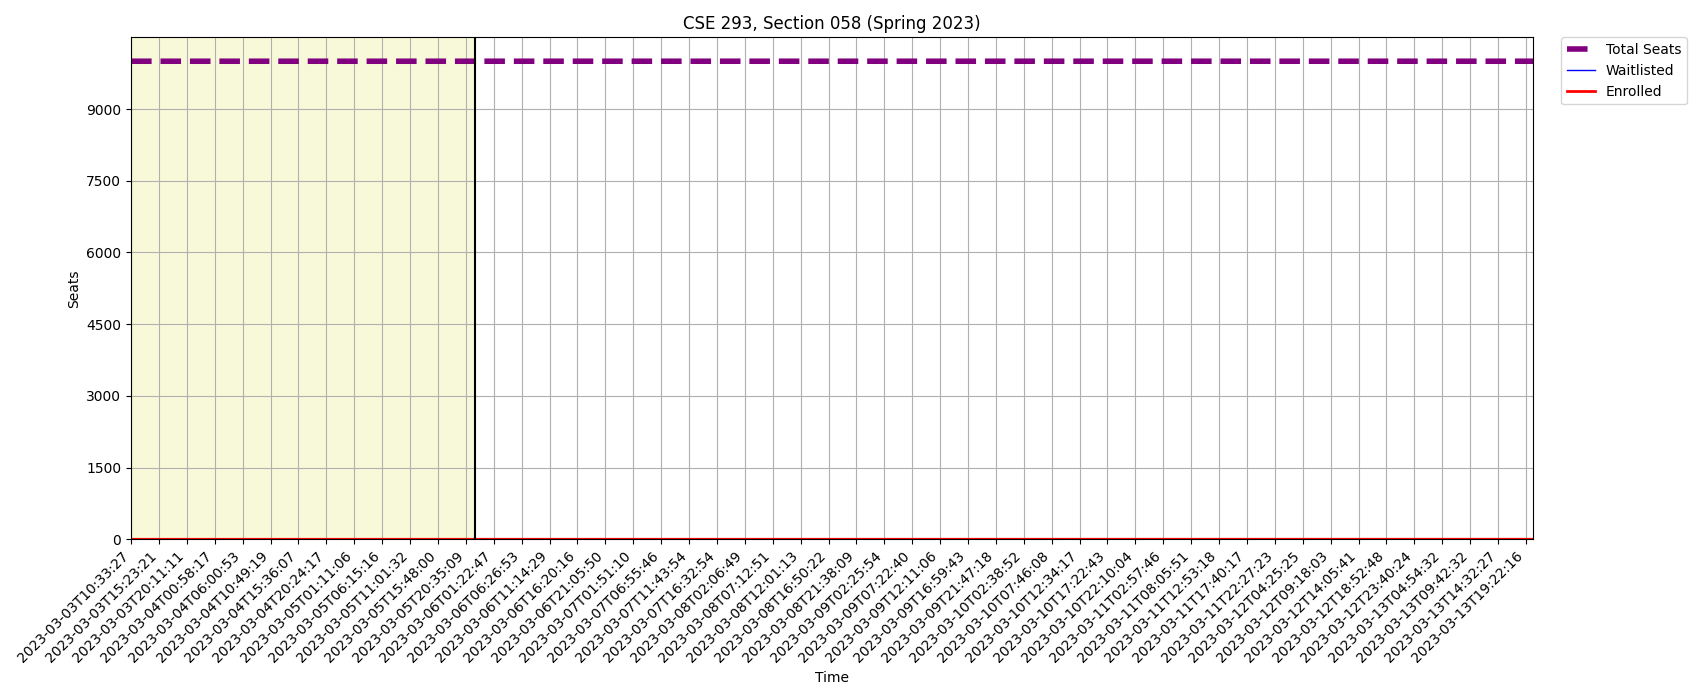 CSE 293, Section 058 (Spring 2023)
Total Seats
Waitlisted
Enrolled
9000
7500
6000
4500
3000
1500
0
Seats
2023-03-03T10:33:27
2023-03-03T15:23:21
2023-03-03T20:11:11
2023-03-04T00:58:17
2023-03-04T06:00:53
2023-03-04T10:49:19
2023-03-04T15:36:07
2023-03-04T20:24:17
2023-03-05T01:11:06
2023-03-05T06:15:16
2023-03-05T11:01:32
2023-03-05T15:48:00
2023-03-05T20:35:09
2023-03-06T01:22:47
2023-03-06T06:26:53
2023-03-06T11:14:29
2023-03-06T16:20:16
2023-03-06T21:05:50
2023-03-07T01:51:10
2023-03-07T06:55:46
2023-03-07T11:43:54
2023-03-07T16:32:54
2023-03-08T02:06:49
2023-03-08T07:12:51
2023-03-08T12:01:13
2023-03-08T16:50:22
2023-03-08T21:38:09
2023-03-09T02:25:54
2023-03-09T07:22:40
2023-03-09T12:11:06
2023-03-09T16:59:43
2023-03-09T21:47:18
2023-03-10T02:38:52
2023-03-10T07:46:08
2023-03-10T12:34:17
2023-03-10T17:22:43
2023-03-10T22:10:04
2023-03-11T02:57:46
2023-03-11T08:05:51
2023-03-11T12:53:18
2023-03-11T17:40:17
2023-03-11T22:27:23
2023-03-12T04:25:25
2023-03-12T09:18:03
2023-03-12T14:05:41
2023-03-12T18:52:48
2023-03-12T23:40:24
2023-03-13T04:54:32
2023-03-13T09:42:32
2023-03-13T14:32:27
2023-03-13T19:22:16
Time